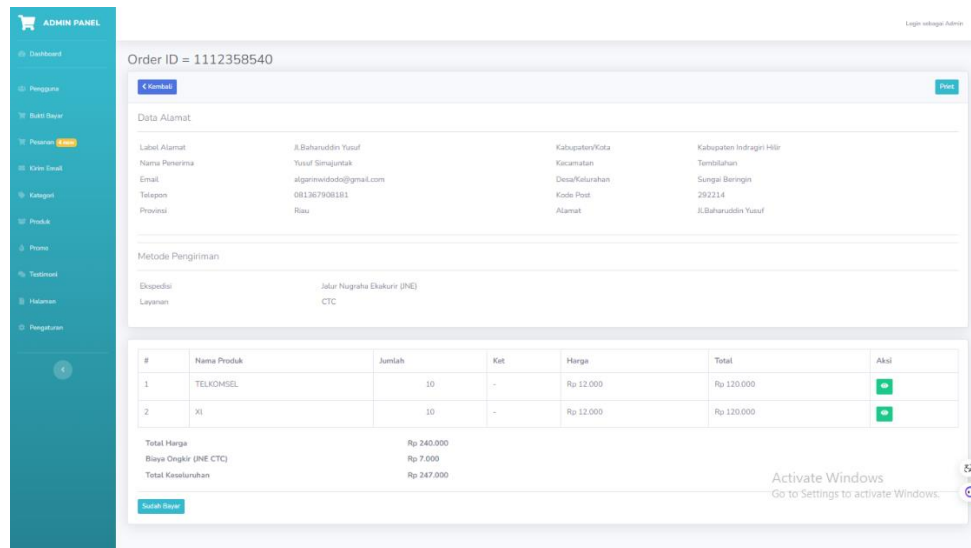 ADMIN PANEL
Login sebagai Admin
Dashboard
Pengguna
Bukti Bayar
Pesanan
Kirim Email
Kategori
Produk
Promo
Testimoni
Halaman
Pengaturan
Order ID = 1112358540
Kembali
Print
Data Alamat
Label Alamat Jl.Baharuddin Yusuf Kabupaten/Kota Kabupaten Indragiri Hilir
Nama Penerima Yusuf Simajuntak Kecamatan Tembilahan
Email algarinwidodo@gmail.com Desa/Kelurahan Sungai Beringin
Telepon 081367908181 Kode Post 292214
Provinsi Riau Alamat Jl.Baharuddin Yusuf
Metode Pengiriman
Ekspedisi Jalur Nugraha Ekakurir (JNE)
Layanan CTC
# Nama Produk Jumlah Ket Harga Total Aksi
1 TELKOMSEL 10 - Rp 12.000 Rp 120.000
2 Xl 10 - Rp 12.000 Rp 120.000
Total Harga Rp 240.000
Biaya Ongkir (JNE CTC) Rp 7.000
Total Keseluruhan Rp 247.000
Sudah Bayar
Activate Windows
Go to Settings to activate Windows.